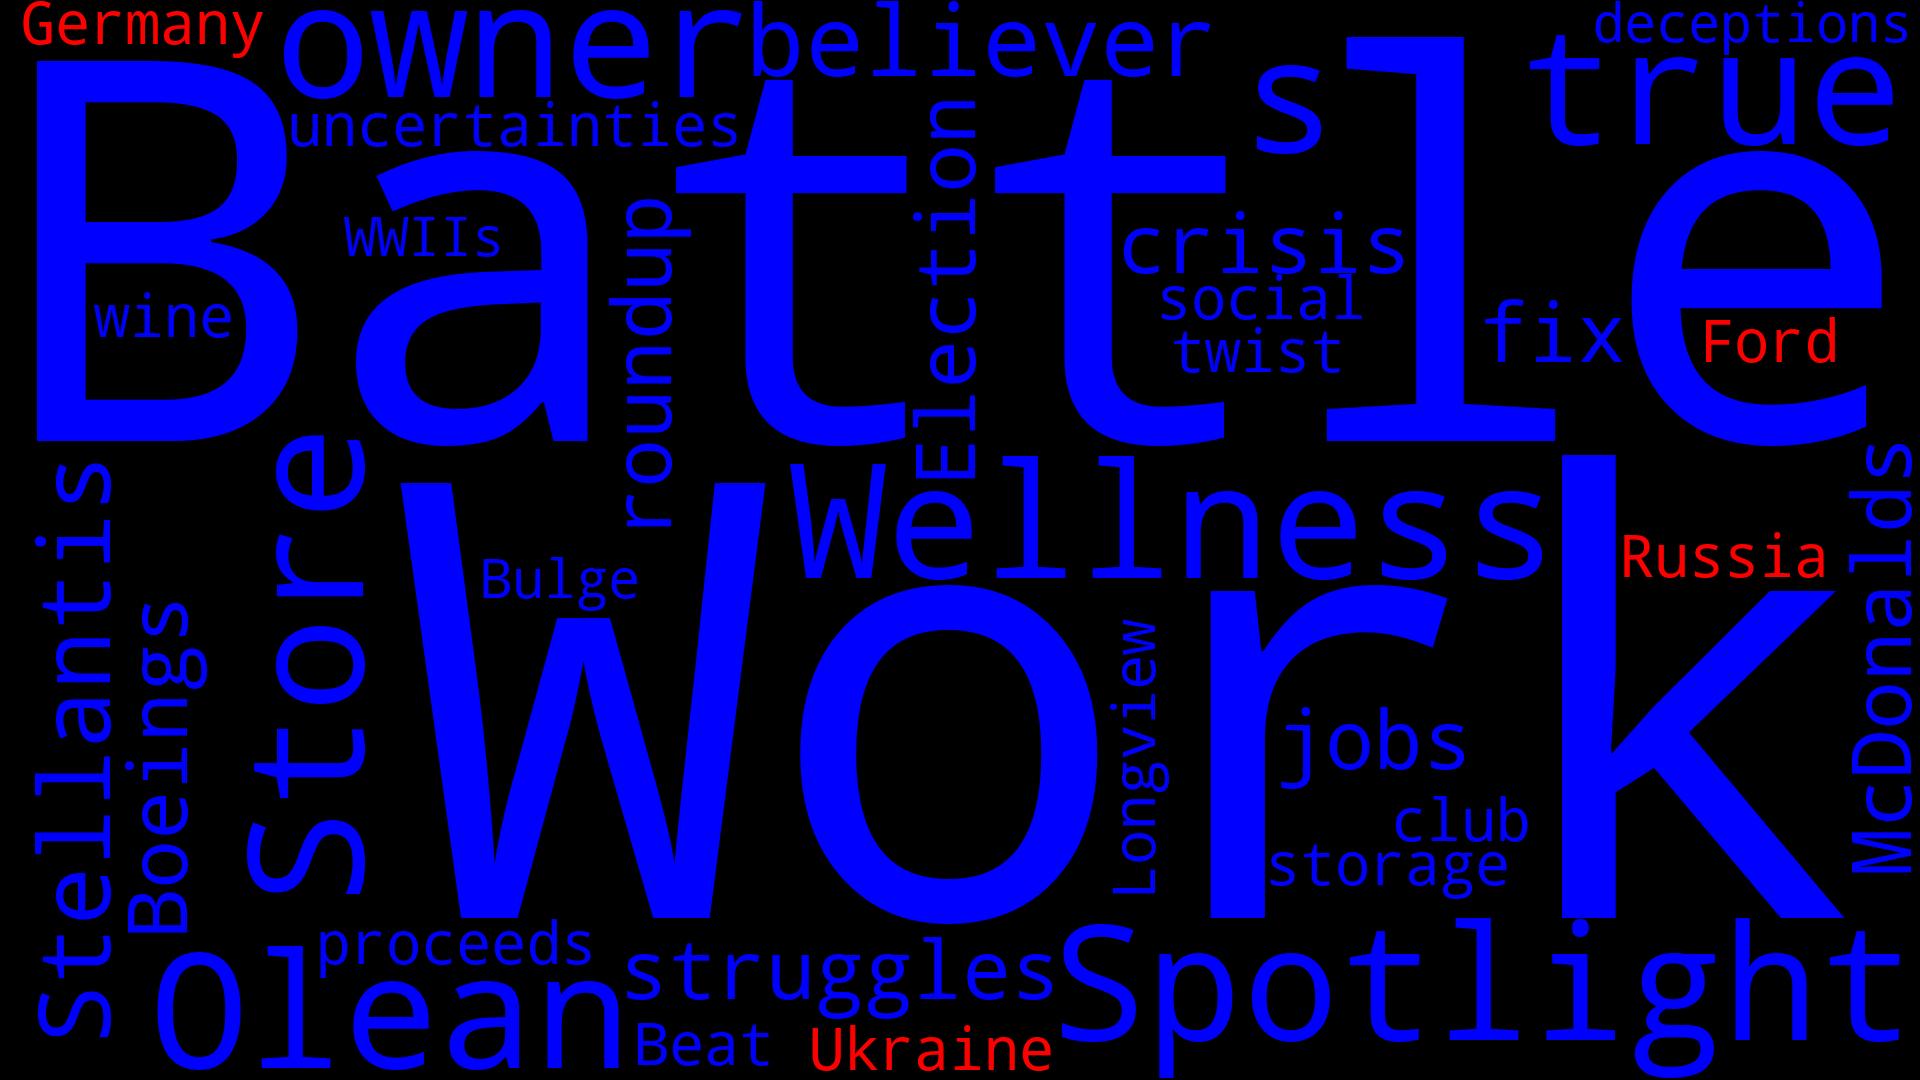 Germany
owner
believer
deceptions
true
s
uncertainties
Battle
Election
WWIIs
roundup
crisis
social
twist
wine
fix
Ford
Stellantis
Store
Wellness
McDonalds
Russia
Bulge
Work
Boeings
Longview
jobs
club
storage
proceeds
Olean
struggles
Spotlight
Beat
Ukraine